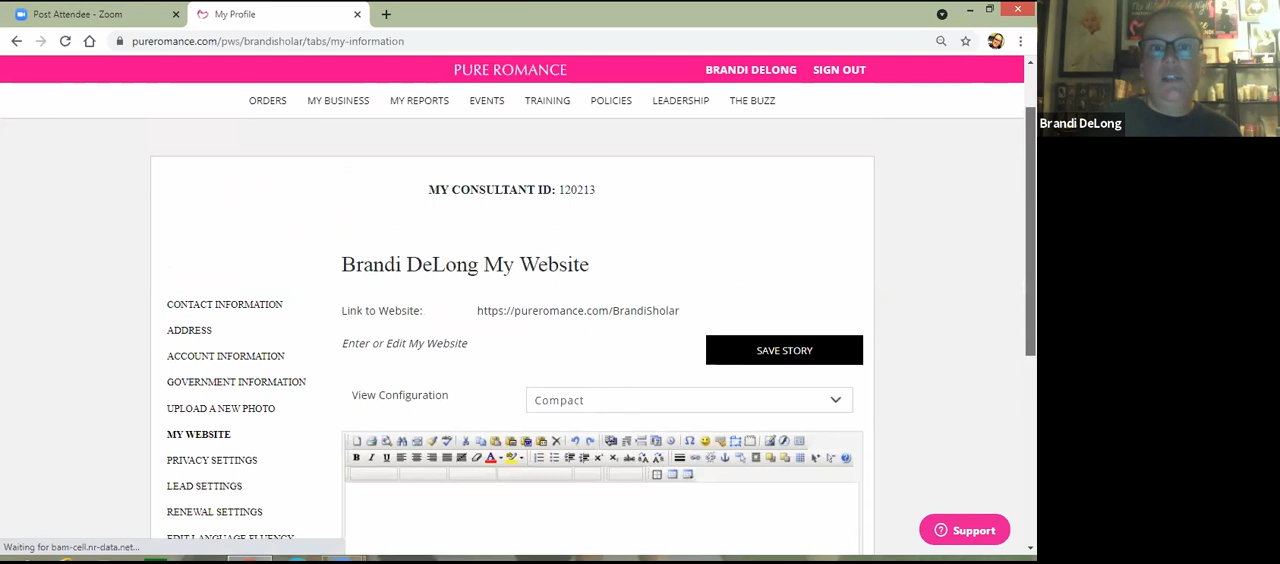 Post Attendee - Zoom
My Profile
pureromance.com/pws/brandisholar/tabs/my-information
PURE ROMANCE
BRANDI DELONG
SIGN OUT
ORDERS MY BUSINESS MY REPORTS EVENTS TRAINING POLICIES LEADERSHIP THE BUZZ
Brandi DeLong
MY CONSULTANT ID: 120213
Brandi DeLong My Website
CONTACT INFORMATION
ADDRESS
ACCOUNT INFORMATION
GOVERNMENT INFORMATION
UPLOAD A NEW PHOTO
MY WEBSITE
PRIVACY SETTINGS
LEAD SETTINGS
RENEWAL SETTINGS
EDIT LANGUAGE FLUENCY
Link to Website: https://pureromance.com/BrandiSholar
Enter or Edit My Website
SAVE STORY
View Configuration
Compact
Support
Waiting for bam-cell.nr-data.net...